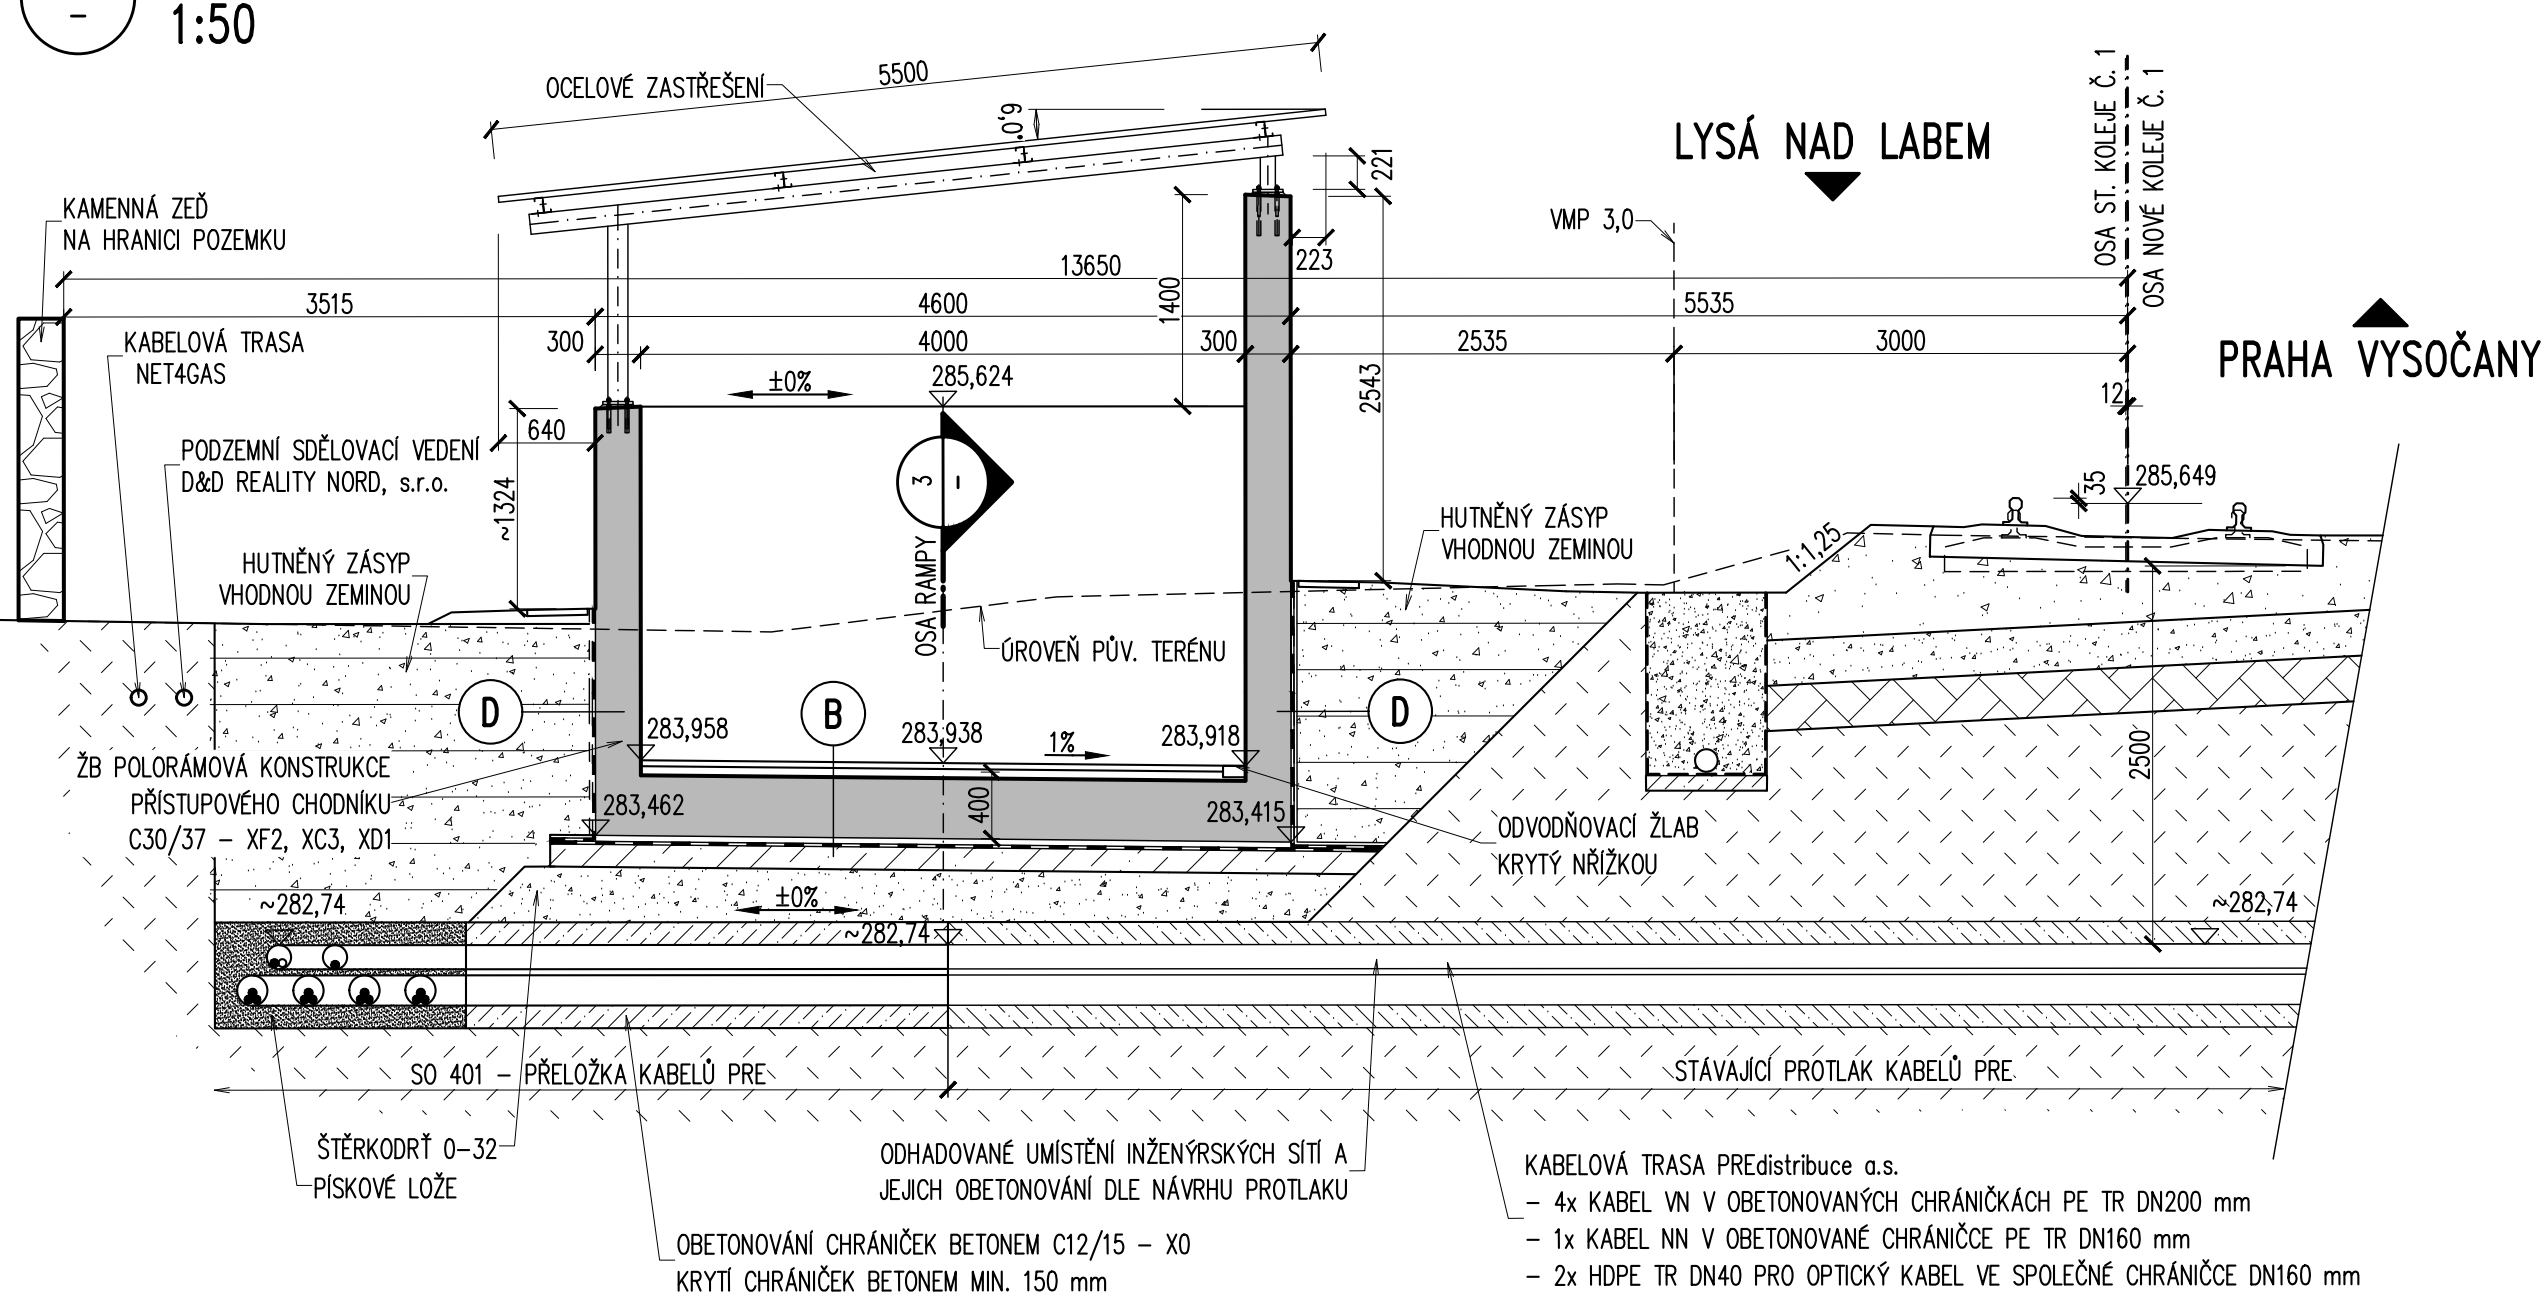 –
1:50
OCELOVÉ ZASTŘEŠENÍ
5500
6,0°
LYSÁ NAD LABEM
OSA ST. KOLEJE Č. 1
OSA NOVÉ KOLEJE Č. 1
221
KAMENNÁ ZEĎ
NA HRANICI POZEMKU
VMP 3,0
223
13650
1400
3515
4600
5535
300
4000
300
2535
3000
KABELOVÁ TRASA
NET4GAS
PRAHA VYSOČANY
±0%
285,624
2543
12
640
PODZEMNÍ SDĚLOVACÍ VEDENÍ
D&D REALITY NORD, s.r.o.
3
–
35
285,649
~1324
HUTNĚNÝ ZÁSYP
VHODNOU ZEMINOU
HUTNĚNÝ ZÁSYP
VHODNOU ZEMINOU
1:1,25
OSA RAMPY
ÚROVEŇ PŮV. TERÉNU
D
B
D
283,958
283,938
1%
283,918
2500
ŽB POLORÁMOVÁ KONSTRUKCE
PŘÍSTUPOVÉHO CHODNÍKU
C30/37 – XF2, XC3, XD1
283,462
400
283,415
ODVODŇOVACÍ ŽLAB
KRYTÝ NŘÍŽKOU
~282,74
±0%
~282,74
~282,74
SO 401 – PŘELOŽKA KABELŮ PRE
STÁVAJÍCÍ PROTLAK KABELŮ PRE
ŠTĚRKODRŤ 0–32
PÍSKOVÉ LOŽE
ODHADOVANÉ UMÍSTĚNÍ INŽENÝRSKÝCH SÍTÍ A
JEJICH OBETONOVÁNÍ DLE NÁVRHU PROTLAKU
OBETONOVÁNÍ CHRÁNIČEK BETONEM C12/15 – X0
KRYTÍ CHRÁNIČEK BETONEM MIN. 150 mm
KABELOVÁ TRASA PREdistribuce a.s.
– 4x KABEL VN V OBETONOVANÝCH CHRÁNIČKÁCH PE TR DN200 mm
– 1x KABEL NN V OBETONOVANÉ CHRÁNIČCE PE TR DN160 mm
– 2x HDPE TR DN40 PRO OPTICKÝ KABEL VE SPOLEČNÉ CHRÁNIČCE DN160 mm